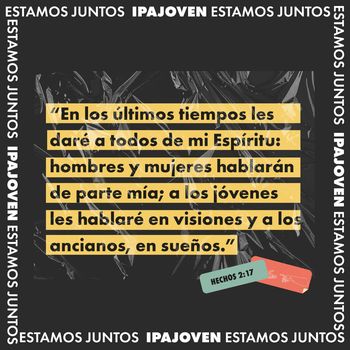 ESTAMOS JUNTOS IPAJOVEN ESTAMOS JUNTOS
ESTAMOS JUNTOS IPAJOVEN ESTAMOS JUNTOS
“En los últimos tiempos les
daré a todos de mi Espíritu:
hombres y mujeres hablarán
de parte mía; a los jóvenes
les hablaré en visiones y a los
ancianos, en sueños.”
HECHOS 2:17
ESTAMOS JUNTOS IPAJOVEN ESTAMOS JUNTOS
ESTAMOS JUNTOS IPAJOVEN ESTAMOS JUNTOS